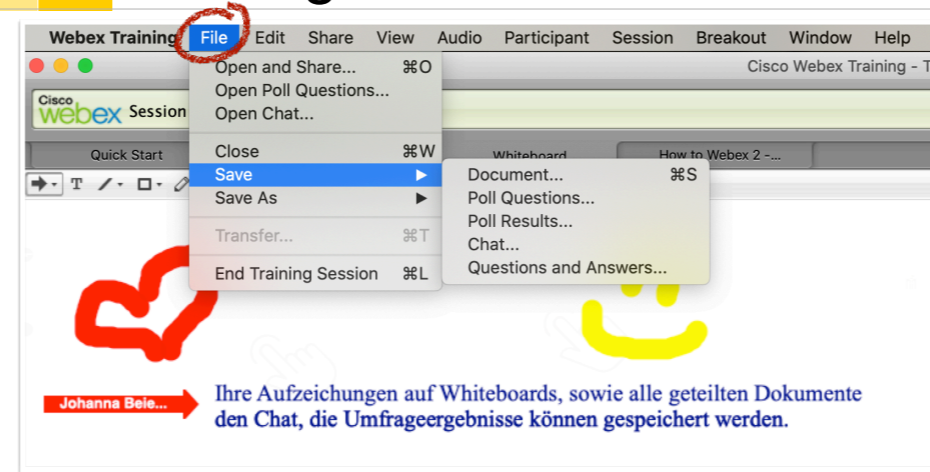 Webex Training File Edit Share View Audio Participant Session Breakout Window Help
Cisco Webex Training - T
Cisco webex Session
Quick Start Whiteboard How to Webex 2 -...
T
Open and Share... ⌘O
Open Poll Questions...
Open Chat...
Close ⌘W
Save ▶
Save As ▶
Transfer... ⌘T
End Training Session ⌘L
Document... ⌘S
Poll Questions...
Poll Results...
Chat...
Questions and Answers...
Johanna Beie...
Ihre Aufzeichungen auf Whiteboards, sowie alle geteilten Dokumente
den Chat, die Umfrageergebnisse können gespeichert werden.